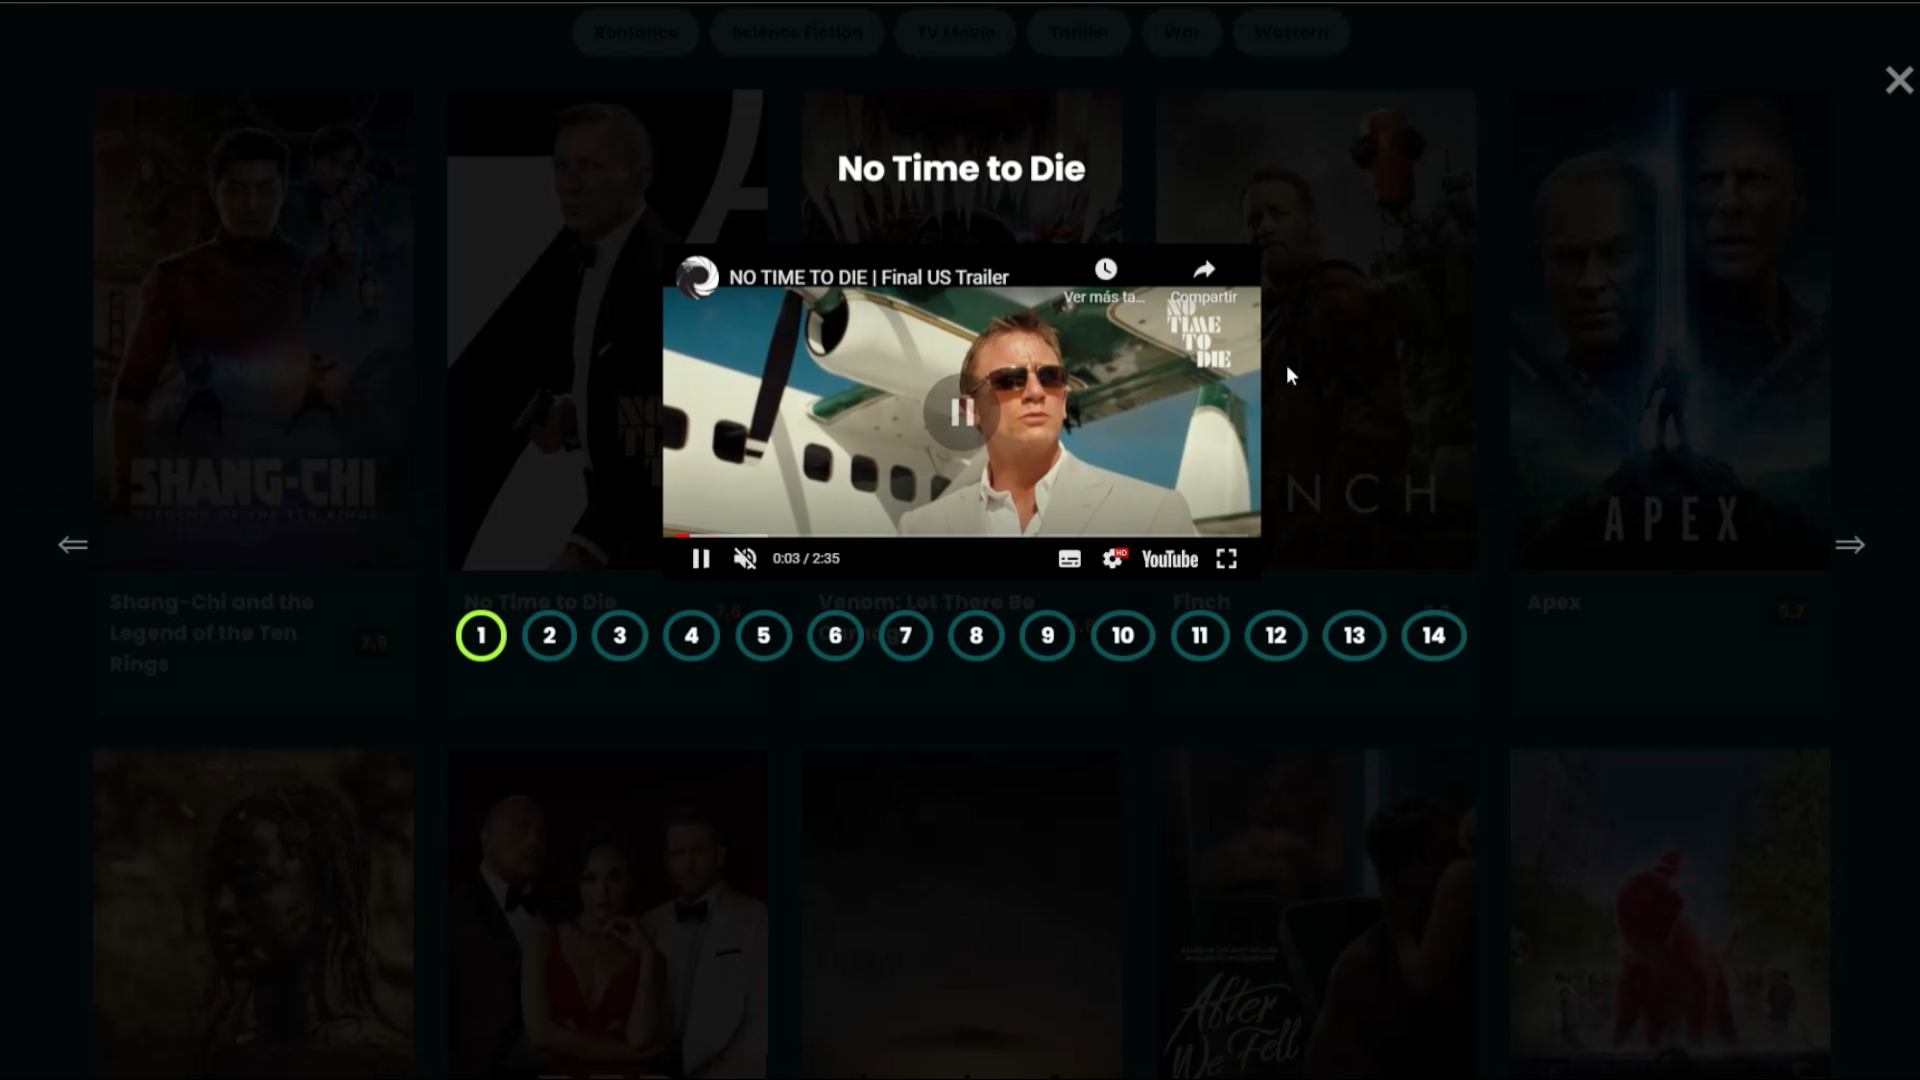 Romance
Science Fiction
TV Movie
Thriller
War
Western
No Time to Die
NO TIME TO DIE | Final US Trailer
Ver más ta...
Compartir
NO
TIME
TO
DIE
SHANG-CHI
LEGEND OF THE TEN RINGS
NCH
APEX
0:03 / 2:35
HD
YouTube
Shang-Chi and the
Legend of the Ten
Rings
7.9
No Time to Die
7.6
Venom: Let There Be
Finch
Apex
5.7
1
2
3
4
5
6
7
8
9
10
11
12
13
14
After
We Fell